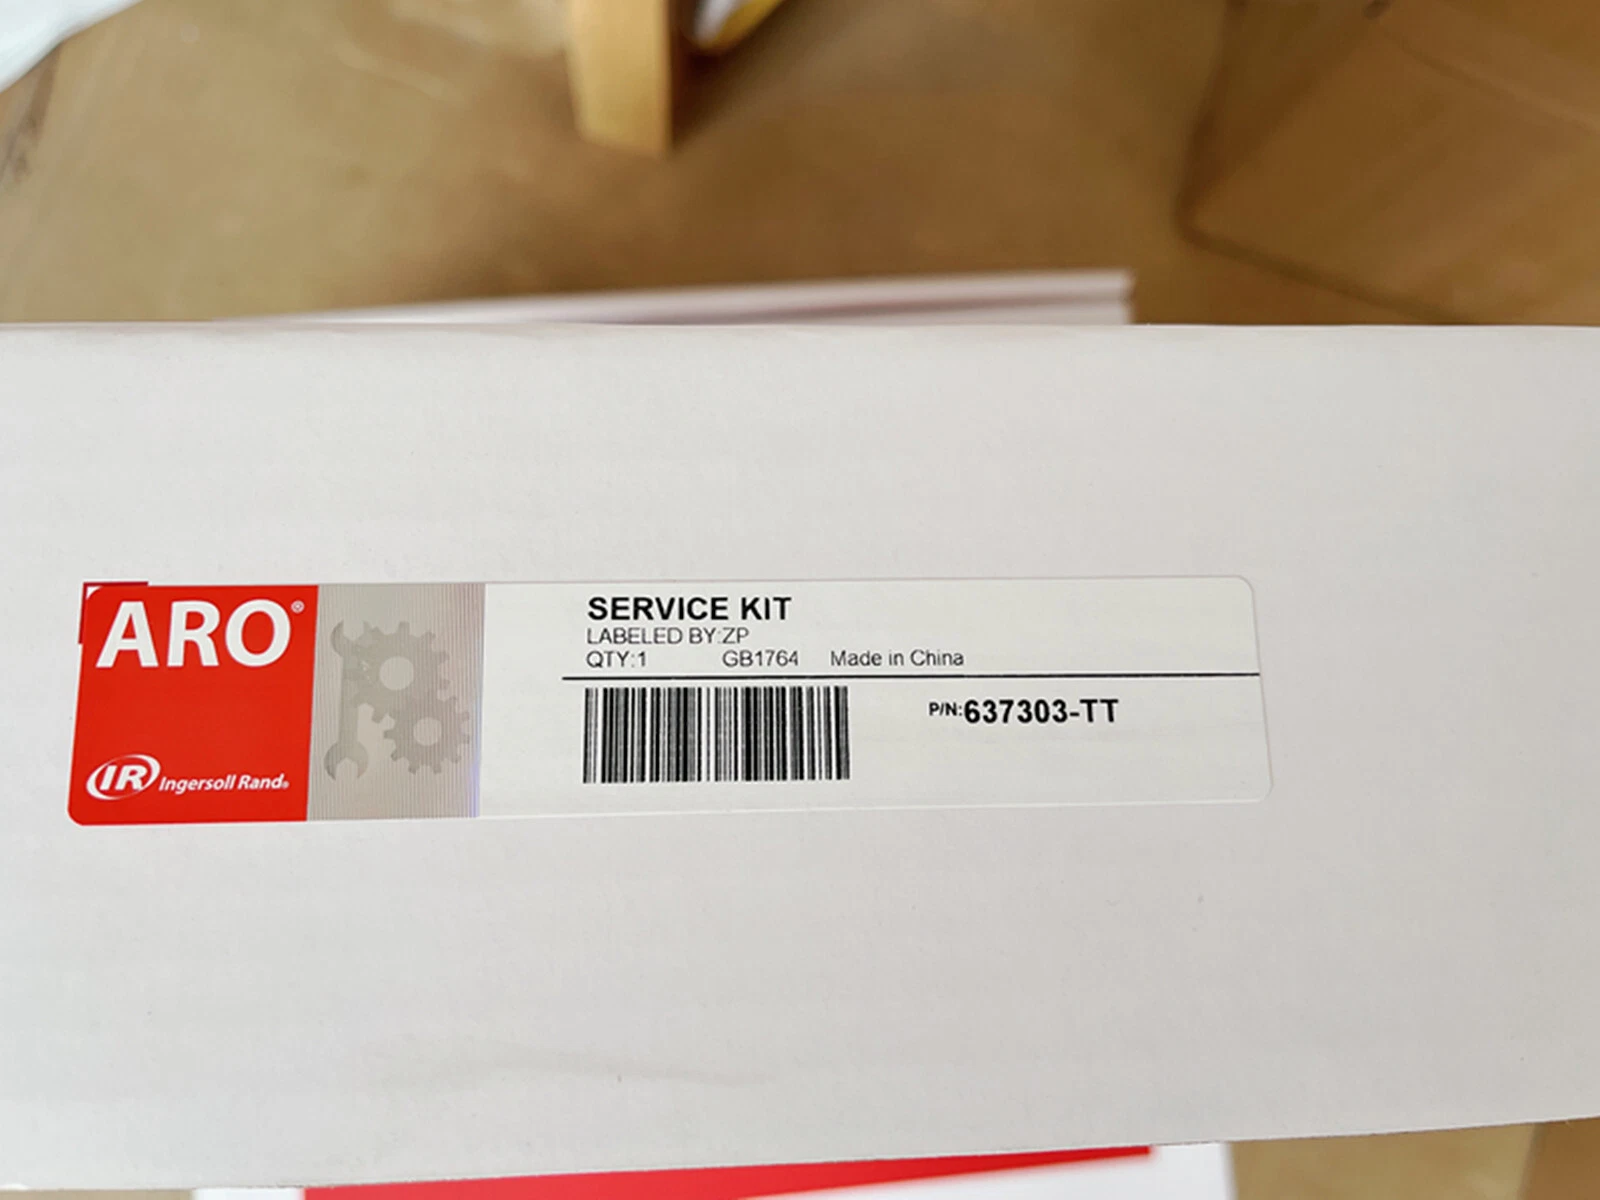 ARO®
IR Ingersoll Rand®
SERVICE KIT
LABELED BY:ZP
QTY:1 GB1764 Made in China
P/N:637303-TT